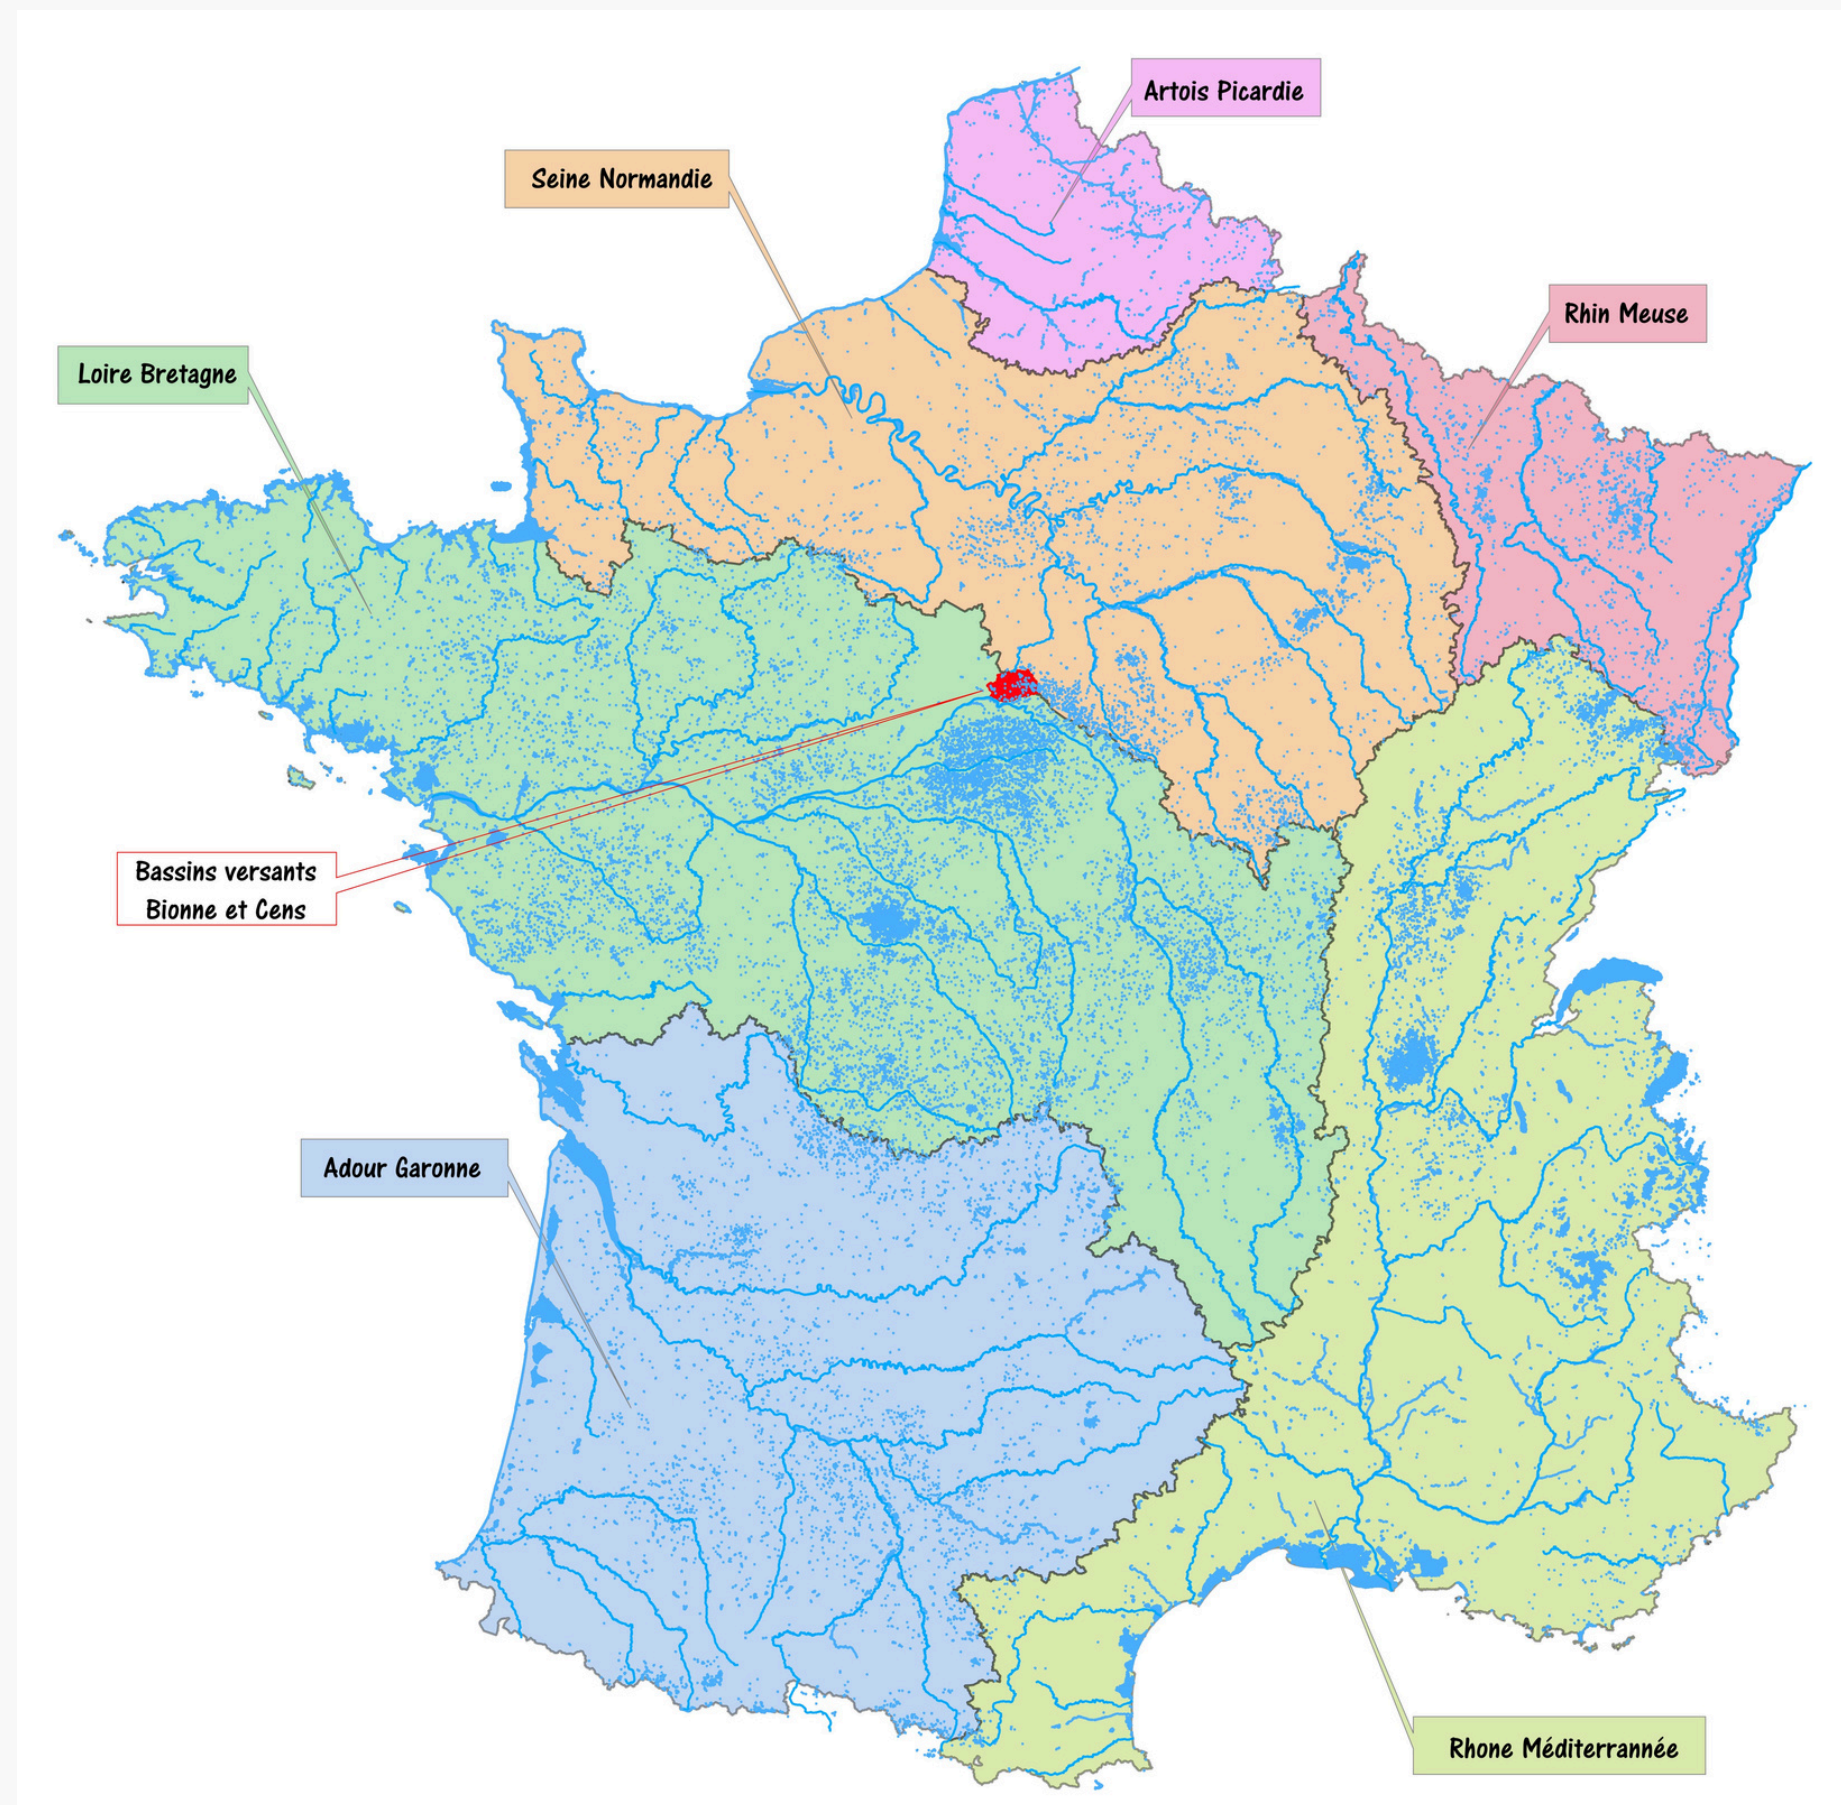 Artois Picardie
Seine Normandie
Rhin Meuse
Loire Bretagne
Bassins versants
Bionne et Cens
Adour Garonne
Rhone Méditerrannée